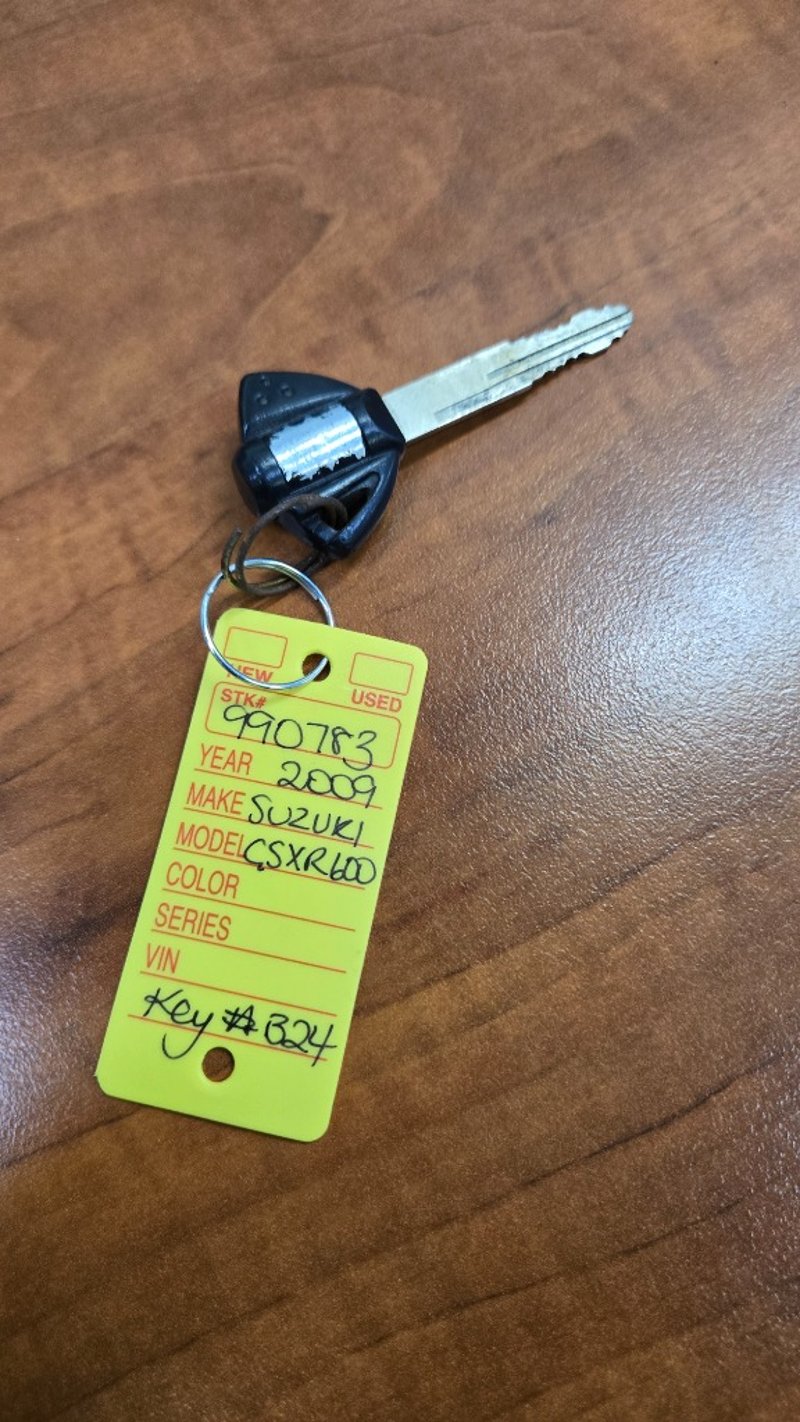 NEW USED
STK#
990783
YEAR 2009
MAKE SUZUKI
MODEL GSXR600
COLOR
SERIES
VIN
Key # B24